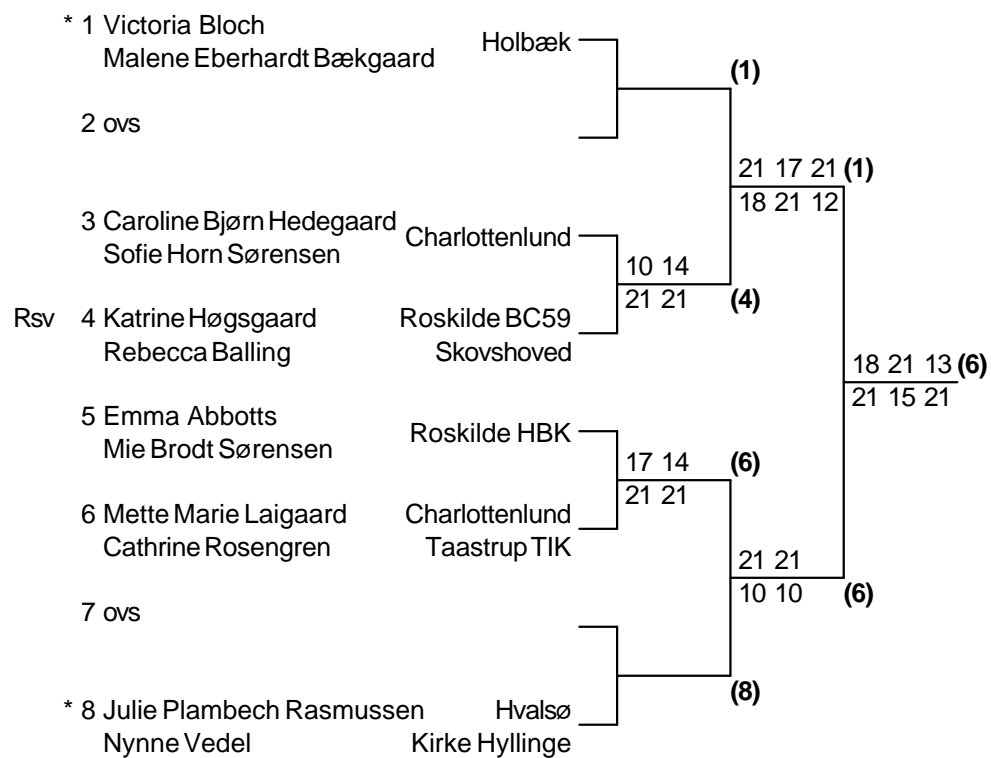 * 1 Victoria Bloch
Malene Eberhardt Bækgaard
Holbæk
(1)
2 ovs
21 17 21 (1)
18 21 12
3 Caroline Bjørn Hedegaard
Sofie Horn Sørensen
Charlottenlund
10 14
21 21 (4)
Rsv 4 Katrine Høgsgaard
Rebecca Balling
Roskilde BC59
Skovshoved
18 21 13 (6)
21 15 21
5 Emma Abbotts
Mie Brodt Sørensen
Roskilde HBK
17 14 (6)
21 21
6 Mette Marie Laigaard
Cathrine Rosengren
Charlottenlund
Taastrup TIK
21 21
10 10 (6)
7 ovs
(8)
* 8 Julie Plambech Rasmussen
Nynne Vedel
Hvalsø
Kirke Hyllinge